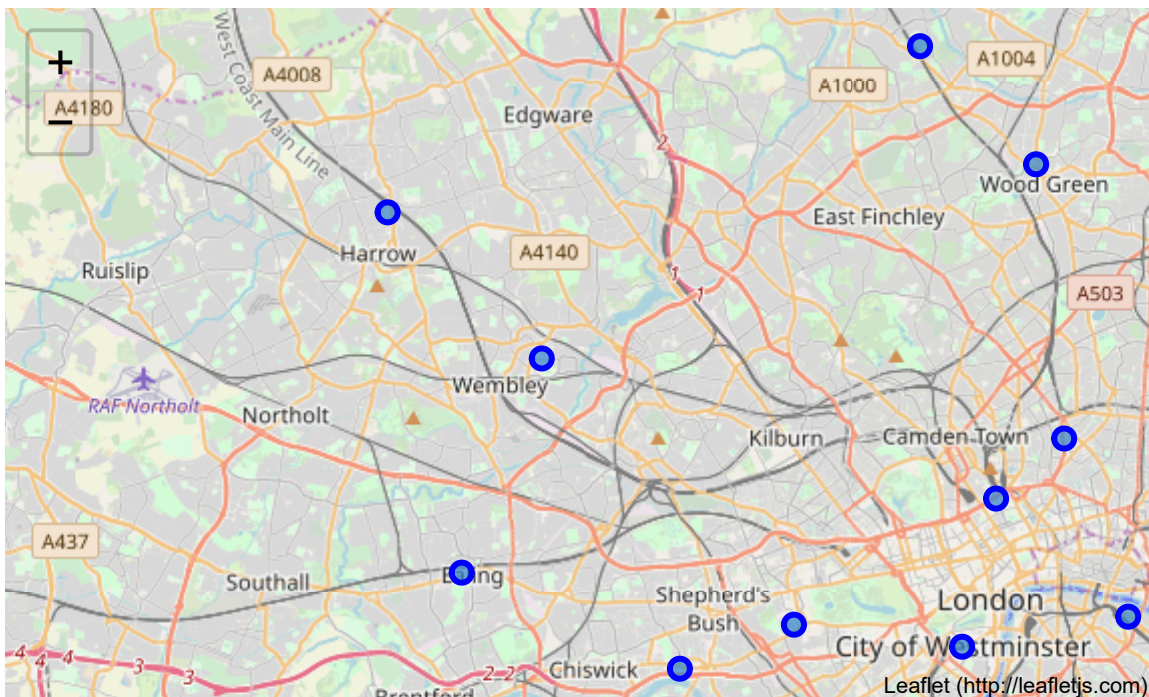 West Coast Main Line
A4008
A1000
A1004
+
A4180
−
Edgware
2
Wood Green
East Finchley
Harrow
A4140
Ruislip
1
1
A503
Wembley
RAF Northolt
Northolt
Kilburn
Camden Town
A437
Southall
Shepherd's
Bush
London
City of
4
4
4
3
3
2
2
Chiswick
Brentford
Leaflet (http://leafletjs.com)